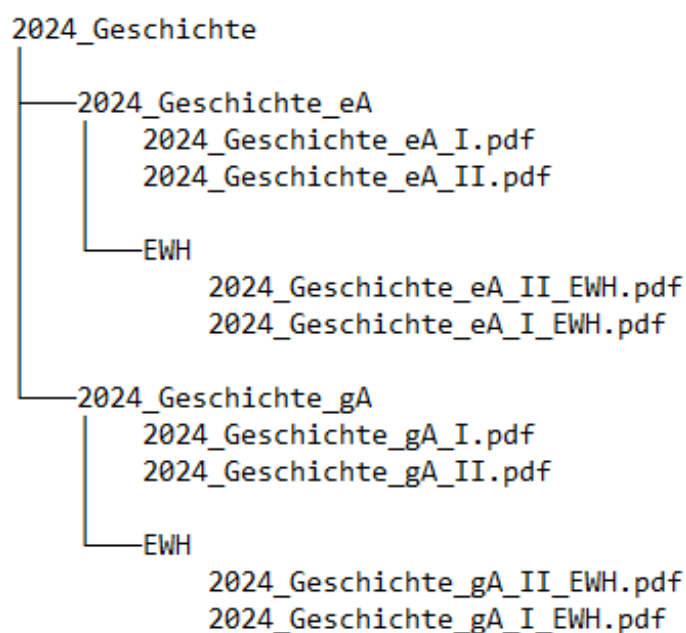 2024_Geschichte
2024_Geschichte_eA
2024_Geschichte_eA_I.pdf
2024_Geschichte_eA_II.pdf
EWH
2024_Geschichte_eA_II_EWH.pdf
2024_Geschichte_eA_I_EWH.pdf
2024_Geschichte_gA
2024_Geschichte_gA_I.pdf
2024_Geschichte_gA_II.pdf
EWH
2024_Geschichte_gA_II_EWH.pdf
2024_Geschichte_gA_I_EWH.pdf